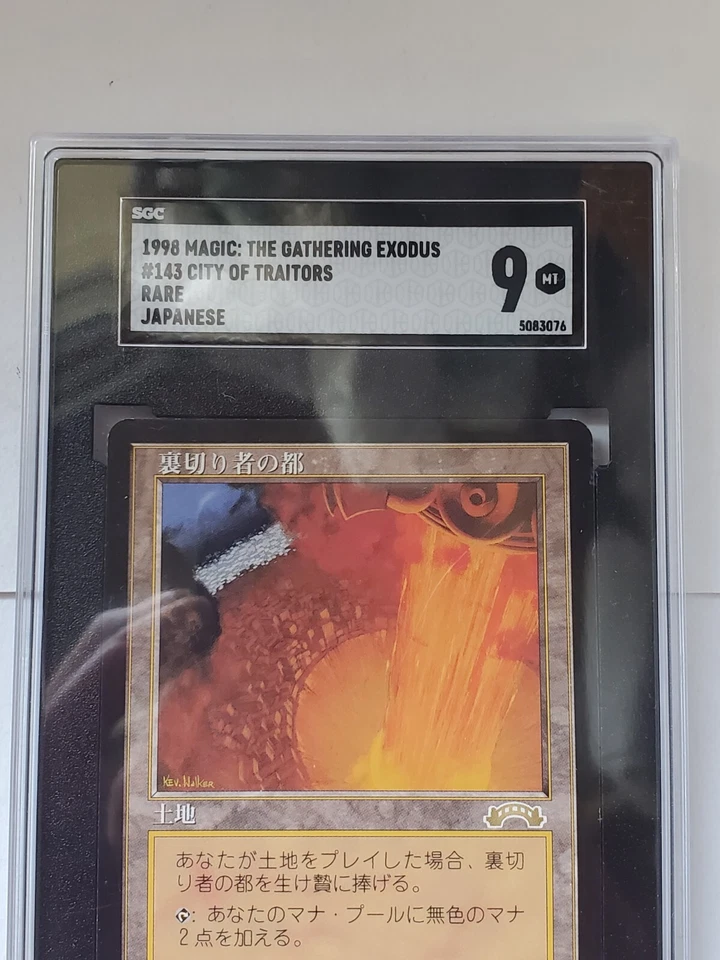 SGC
1998 MAGIC: THE GATHERING EXODUS
#143 CITY OF TRAITORS
RARE
JAPANESE
9 MT
5083076
裏切り者の都
KEV. WALKER
土地
あなたが土地をプレイした場合、裏切
り者の都を生け贄に捧げる。
: あなたのマナ・プールに無色のマナ
2点を加える。